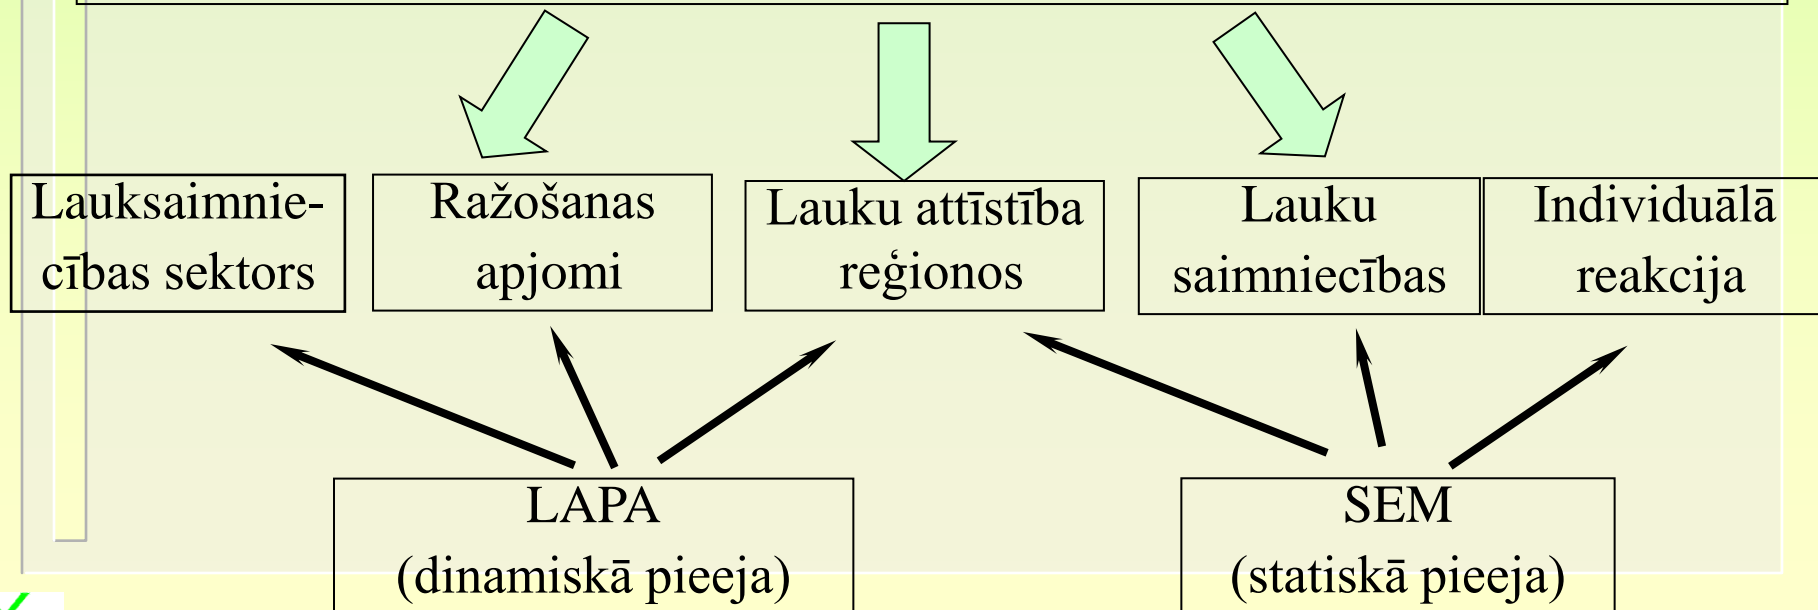 Lauksaimnie-
cības sektors
Ražošanas
apjomi
Lauku attīstība
reģionos
Lauku
saimniecības
Individuālā
reakcija
LAPA
(dinamiskā pieeja)
SEM
(statiskā pieeja)